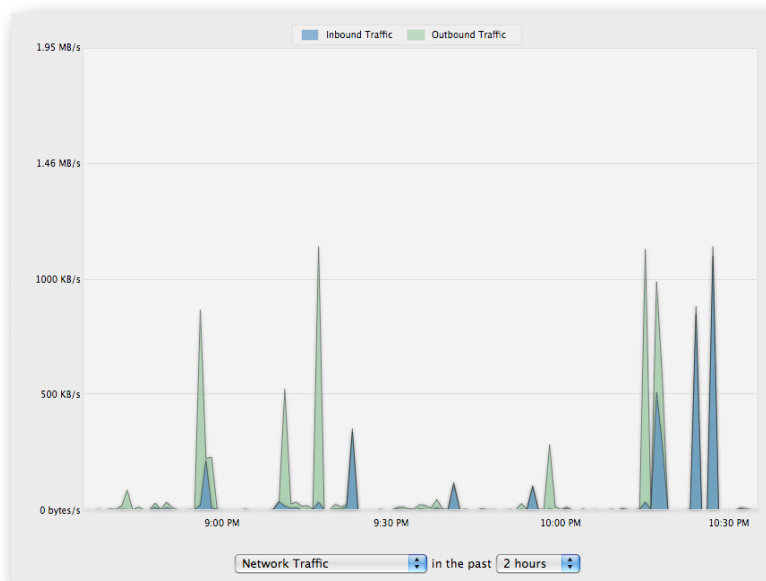 Inbound Traffic Outbound Traffic
1.95 MB/s
1.46 MB/s
1000 KB/s
500 KB/s
0 bytes/s
9:00 PM 9:30 PM 10:00 PM 10:30 PM
Network Traffic in the past 2 hours